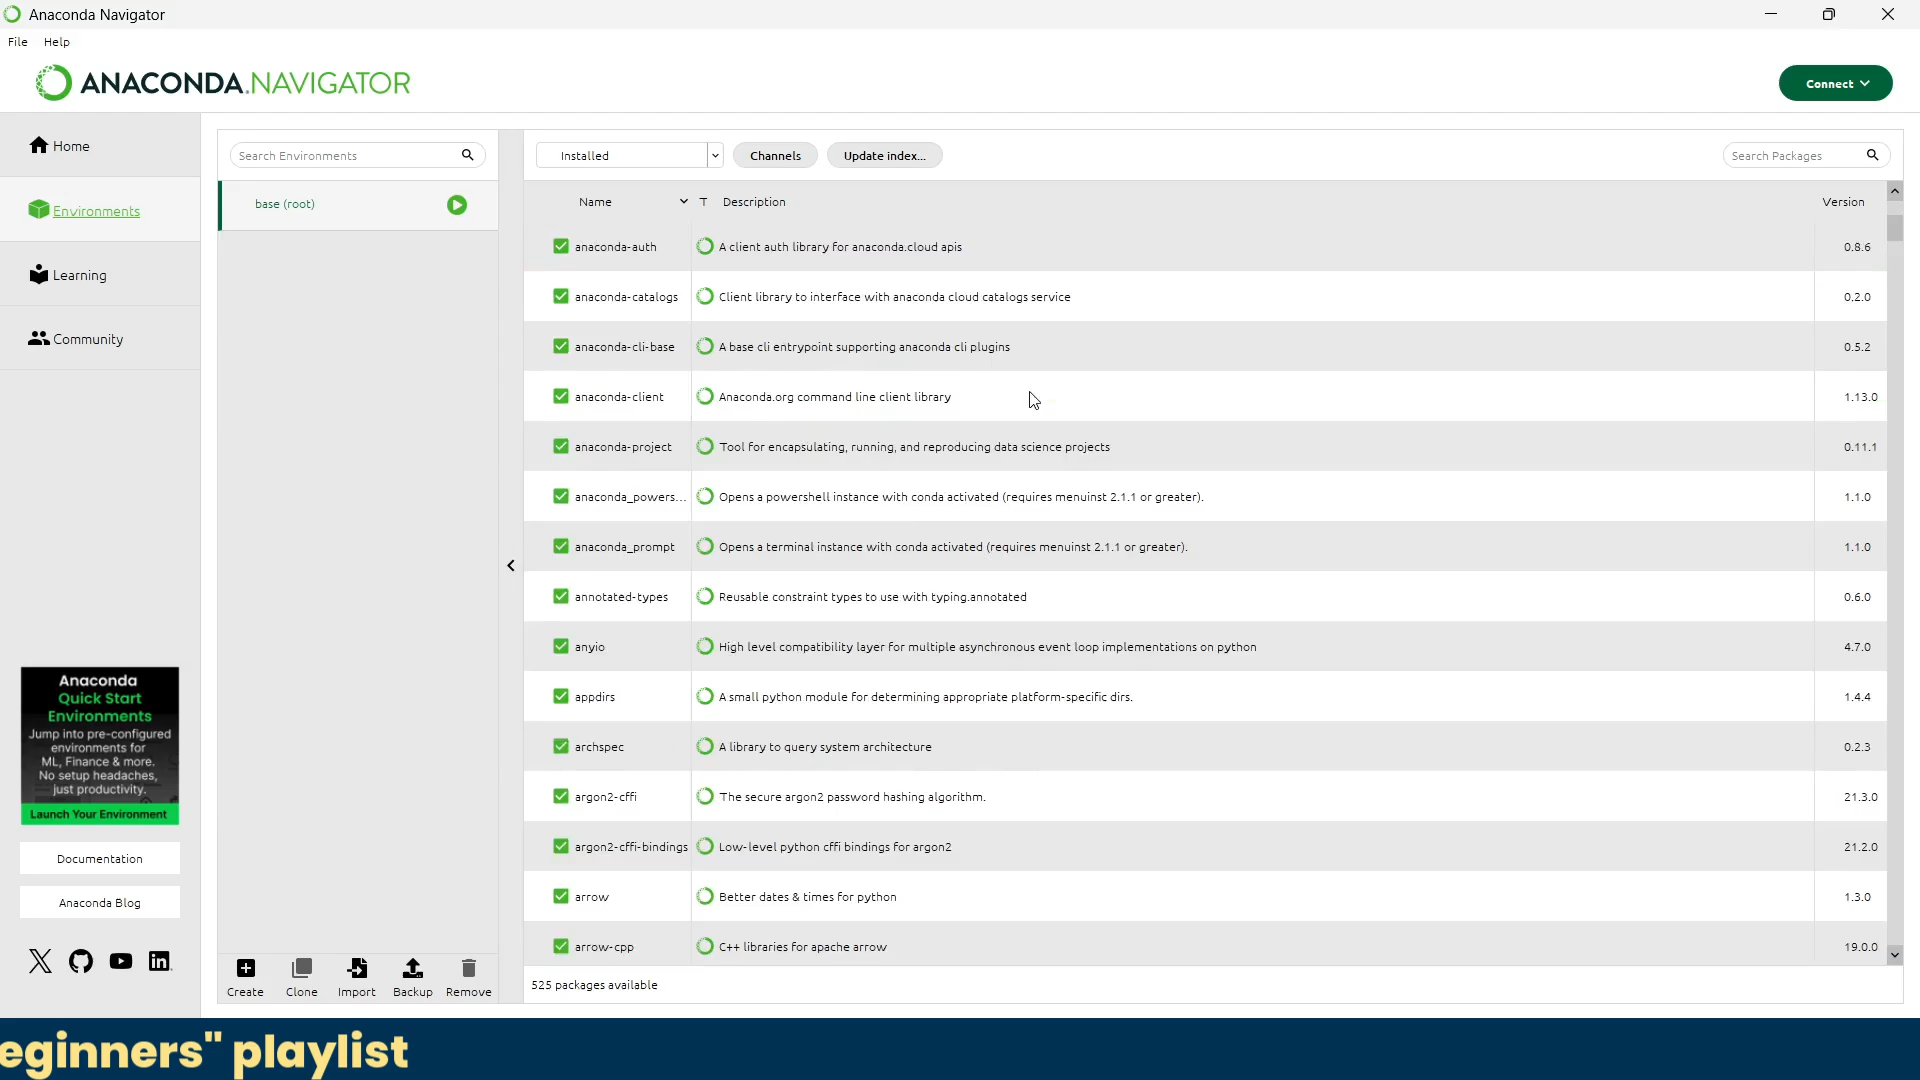 Anaconda Navigator
File Help
ANACONDA.NAVIGATOR
Connect
Home
Environments
Learning
Community
Anaconda
Quick Start
Environments
Jump into pre-configured
environments for
ML, Finance & more.
No setup headaches,
just productivity.
Launch Your Environment
Documentation
Anaconda Blog
Search Environments
base (root)
Create Clone Import Backup Remove
Installed Channels Update index... Search Packages
Name T Description Version
anaconda-auth A client auth library for anaconda.cloud apis 0.8.6
anaconda-catalogs Client library to interface with anaconda cloud catalogs service 0.2.0
anaconda-cli-base A base cli entrypoint supporting anaconda cli plugins 0.5.2
anaconda-client Anaconda.org command line client library 1.13.0
anaconda-project Tool for encapsulating, running, and reproducing data science projects 0.11.1
anaconda_powers... Opens a powershell instance with conda activated (requires menuinst 2.1.1 or greater). 1.1.0
anaconda_prompt Opens a terminal instance with conda activated (requires menuinst 2.1.1 or greater). 1.1.0
annotated-types Reusable constraint types to use with typing.annotated 0.6.0
anyio High level compatibility layer for multiple asynchronous event loop implementations on python 4.7.0
appdirs A small python module for determining appropriate platform-specific dirs. 1.4.4
archspec A library to query system architecture 0.2.3
argon2-cffi The secure argon2 password hashing algorithm. 21.3.0
argon2-cffi-bindings Low-level python cffi bindings for argon2 21.2.0
arrow Better dates & times for python 1.3.0
arrow-cpp C++ libraries for apache arrow 19.0.0
525 packages available
eginners" playlist